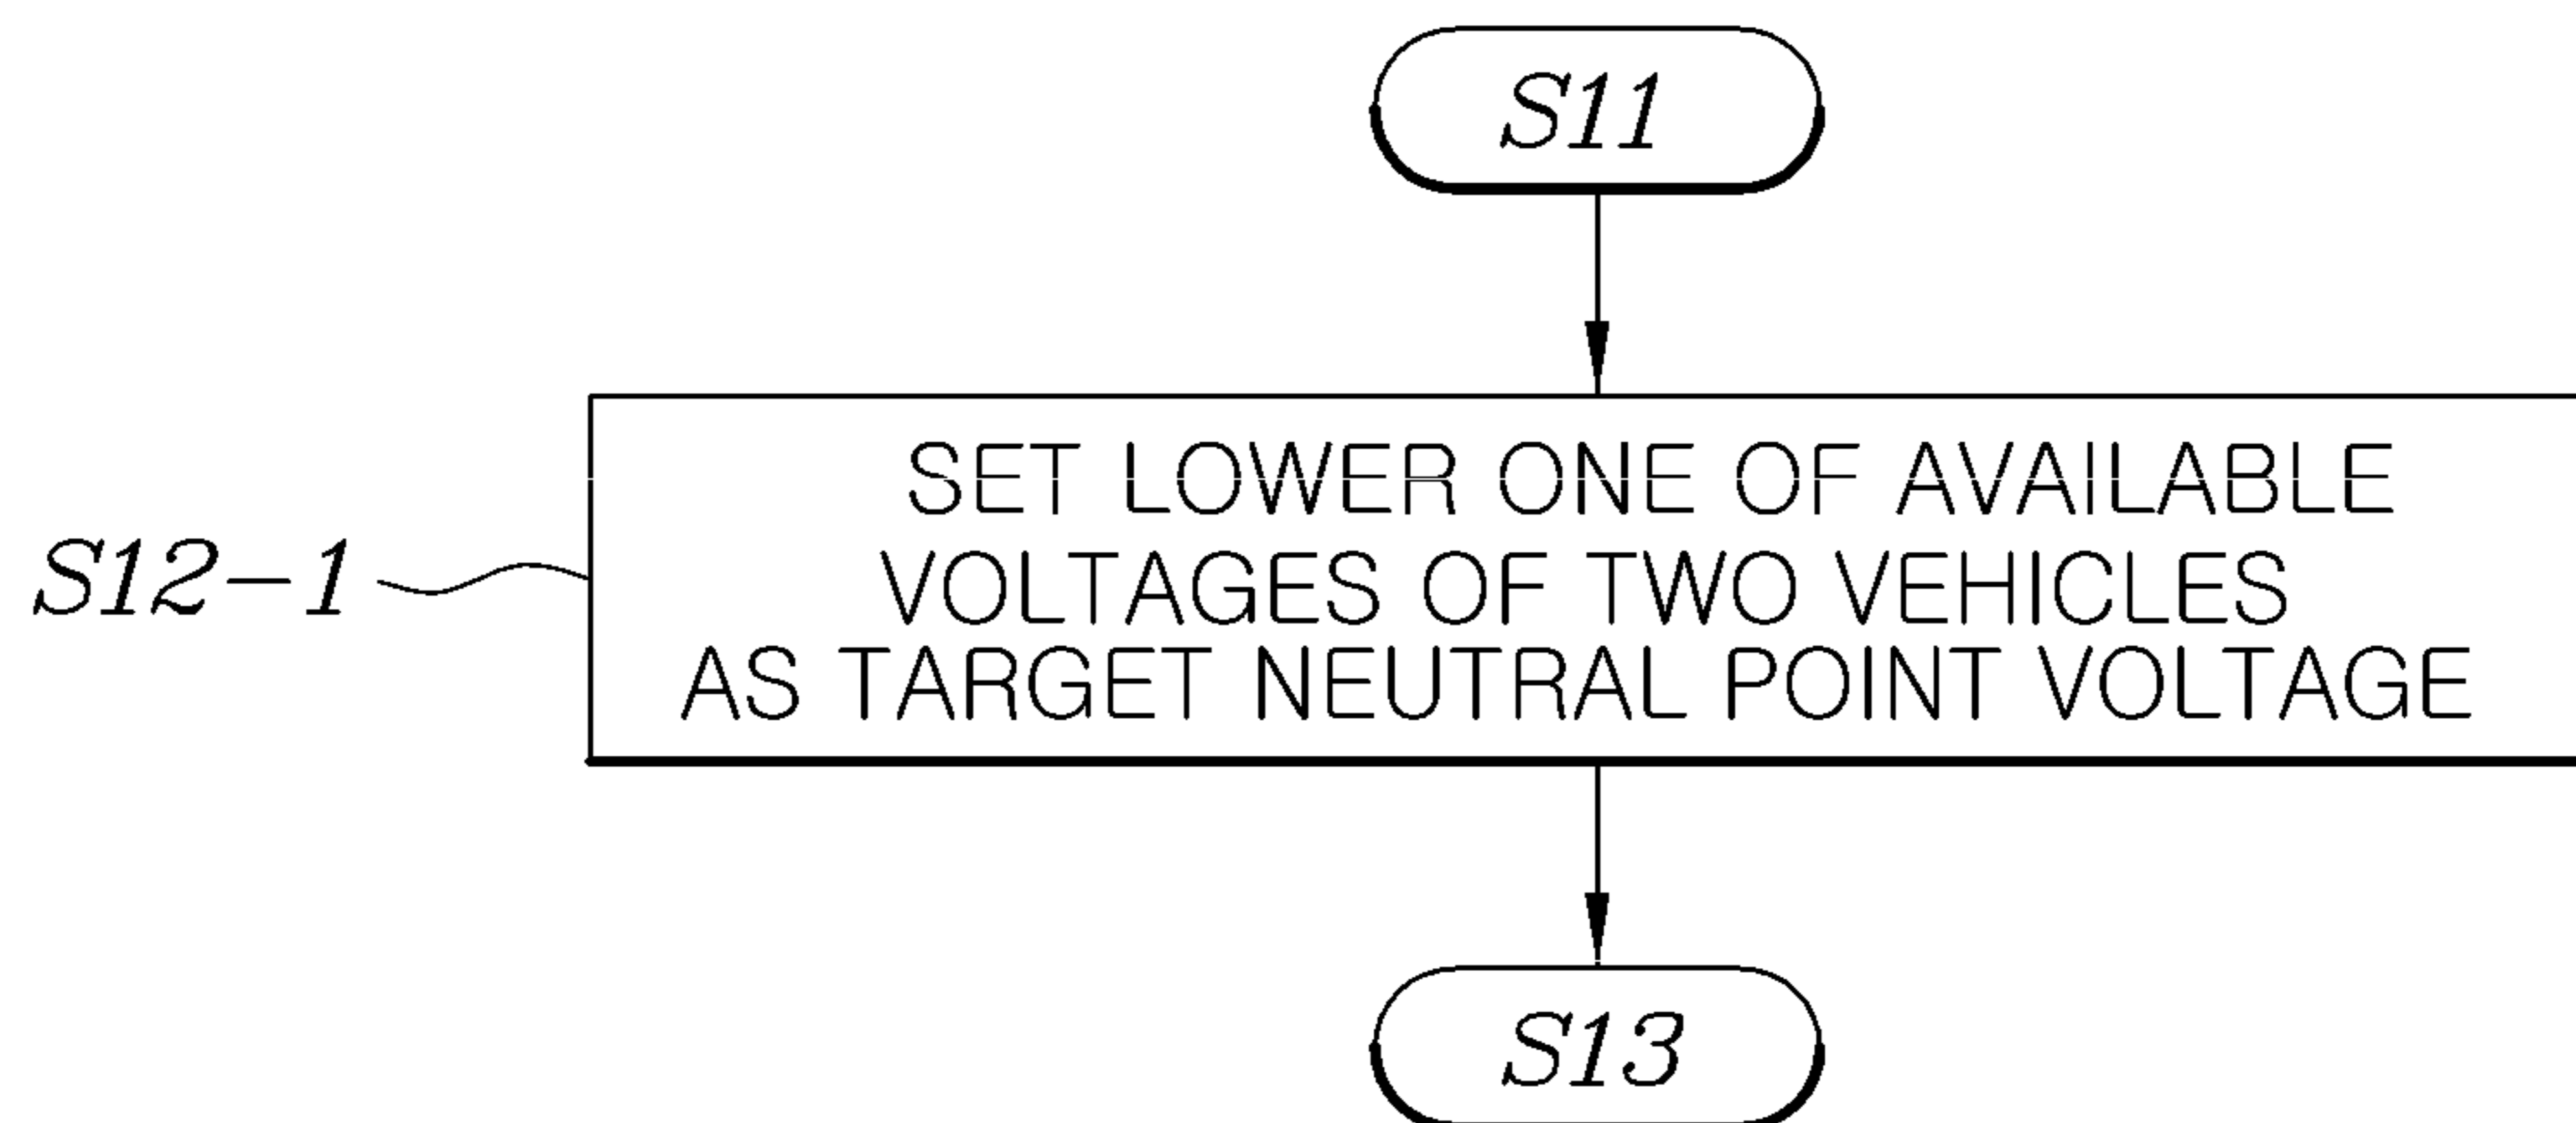 S11
SET LOWER ONE OF AVAILABLE
VOLTAGES OF TWO VEHICLES
AS TARGET NEUTRAL POINT VOLTAGE
S12-1
S13